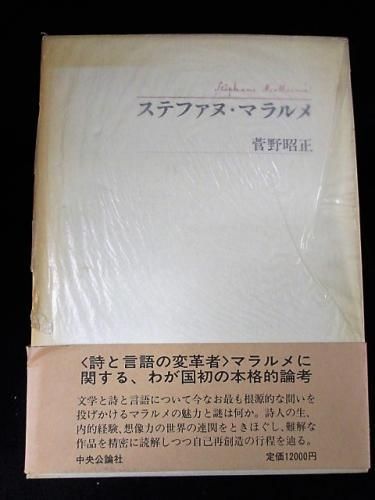 Stéphane Mallarmé
ステファヌ・マラルメ
菅野昭正
〈詩と言語の変革者〉マラルメに
関する、わが国初の本格的論考
文学と詩と言語について今なお最も根源的な問いを
投げかけるマラルメの魅力と謎は何か。詩人の生、
内的経験、想像力の世界の連関をときほぐし、難解
な作品を精密に読解しつつ自己再創造の行程を辿る。
中央公論社
定価12000円